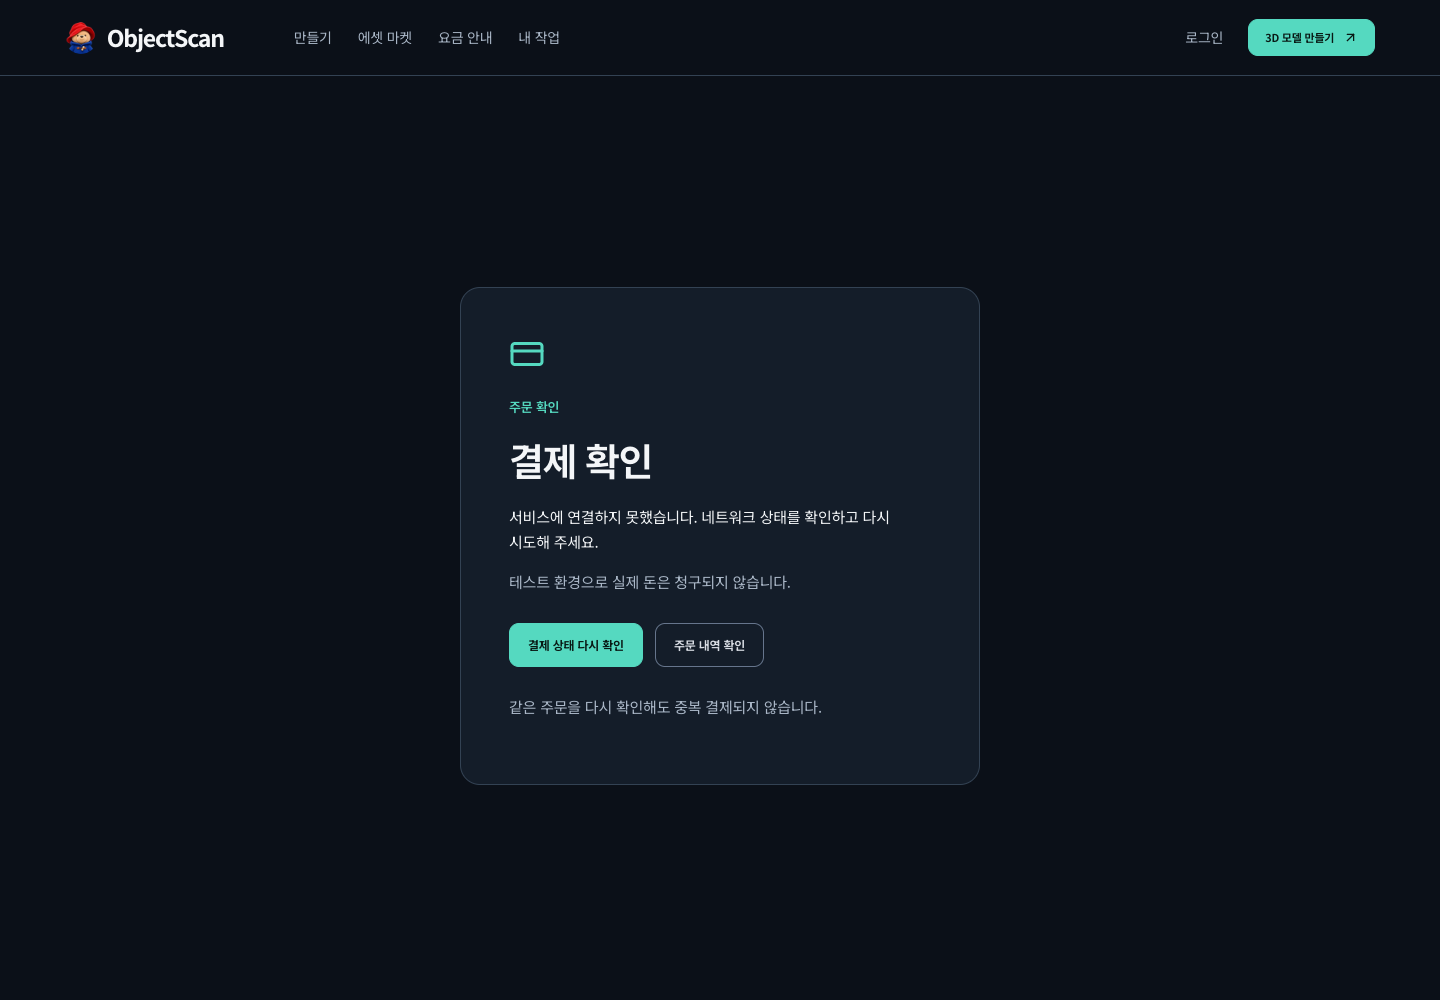 ObjectScan
만들기
에셋 마켓
요금 안내
내 작업
로그인
3D 모델 만들기
주문 확인
결제 확인
서비스에 연결하지 못했습니다. 네트워크 상태를 확인하고 다시
시도해 주세요.
테스트 환경으로 실제 돈은 청구되지 않습니다.
결제 상태 다시 확인
주문 내역 확인
같은 주문을 다시 확인해도 중복 결제되지 않습니다.